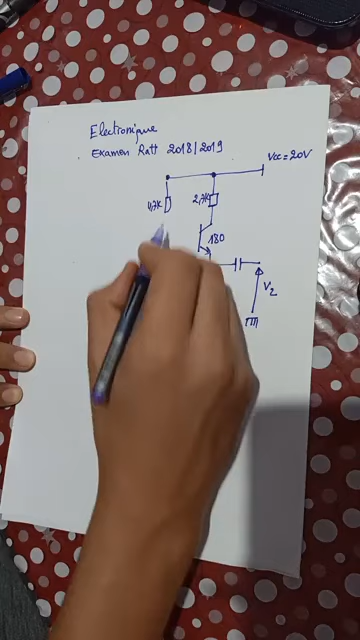 Electronique
Examen Ratt 2018/2019
Vcc = 20V
4,7K
2,7K
180
V2